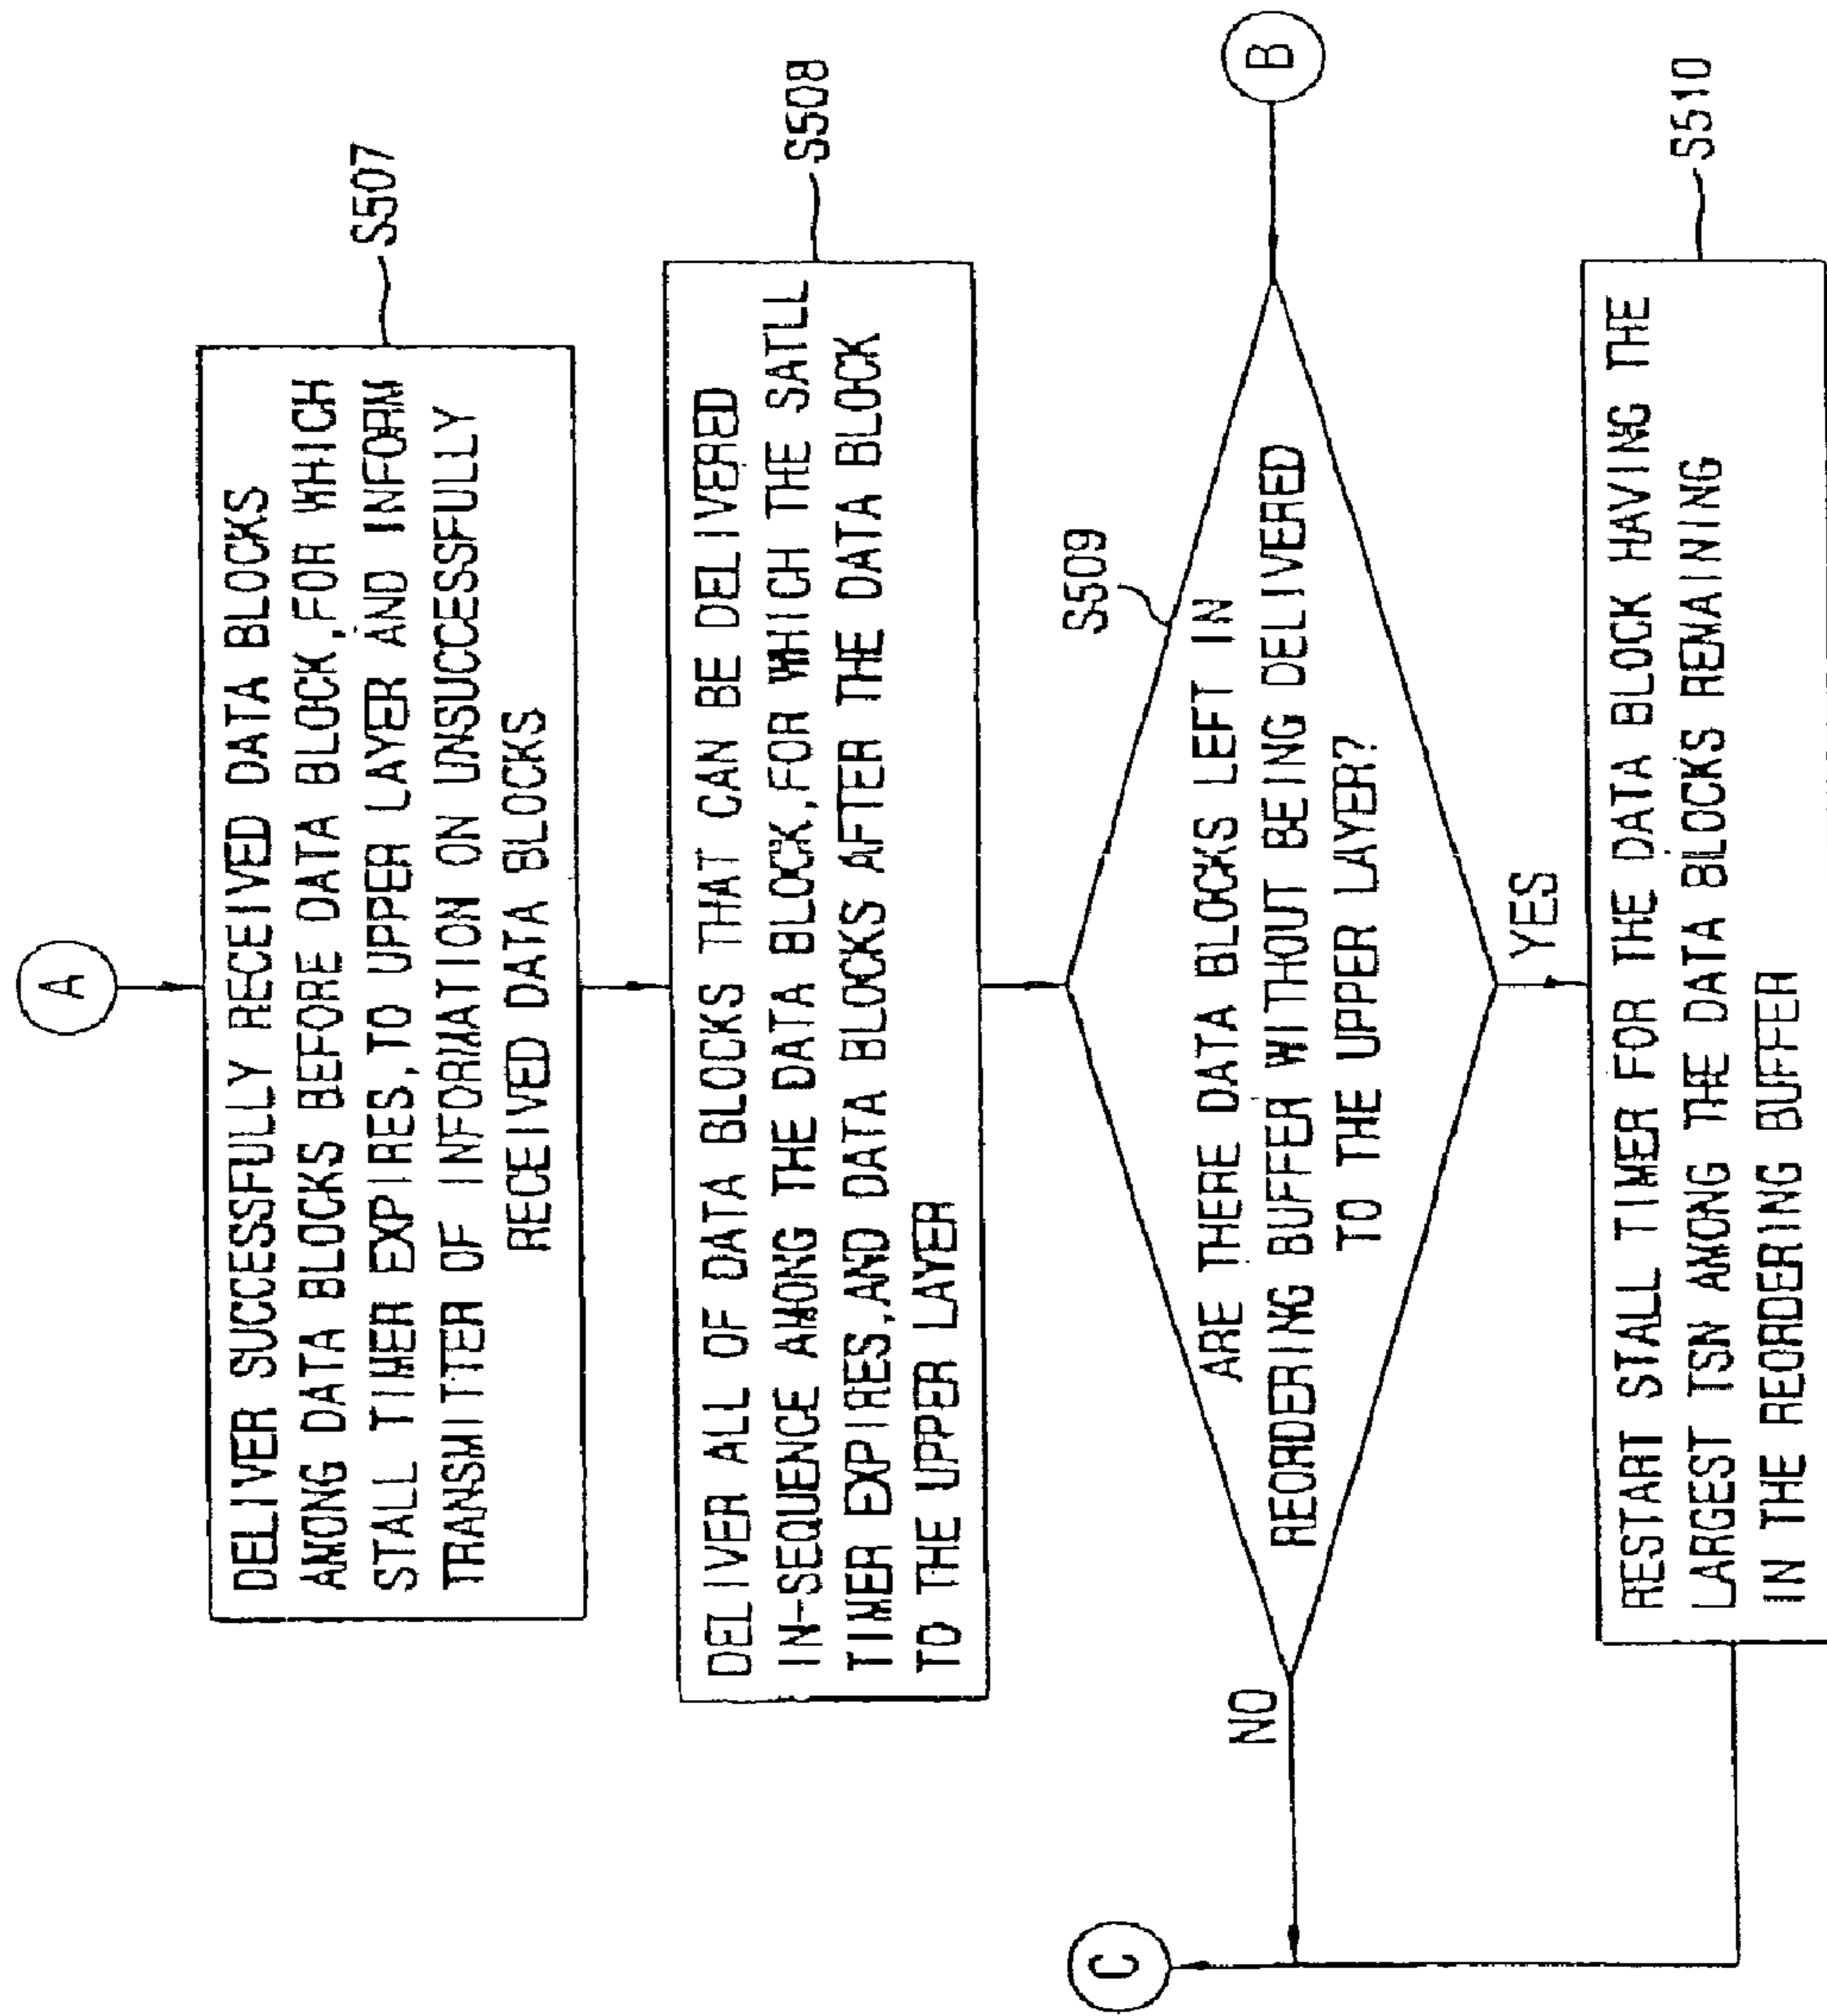 A
DELIVER SUCCESSFULLY RECEIVED DATA BLOCKS
AMONG DATA BLOCKS BEFORE DATA BLOCK,FOR WHICH
STALL TIMER EXPIRES,TO UPPER LAYER AND INFORM
TRANSMITTER OF INFORMATION ON UNSUCCESSFULLY
RECEIVED DATA BLOCKS
S507
DELIVER ALL OF DATA BLOCKS THAT CAN BE DELIVERED
IN-SEQUENCE AMONG THE DATA BLOCK,FOR WHICH THE SATLL
TIMER EXPIRES,AND DATA BLOCKS AFTER THE DATA BLOCK
TO THE UPPER LAYER
S508
S509
ARE THERE DATA BLOCKS LEFT IN
REORDERING BUFFER WITHOUT BEING DELIVERED
TO THE UPPER LAYER?
B
NO
C
YES
RESTART STALL TIMER FOR THE DATA BLOCK HAVING THE
LARGEST TSN AMONG THE DATA BLOCKS REMAINING
IN THE REORDERING BUFFER
S510